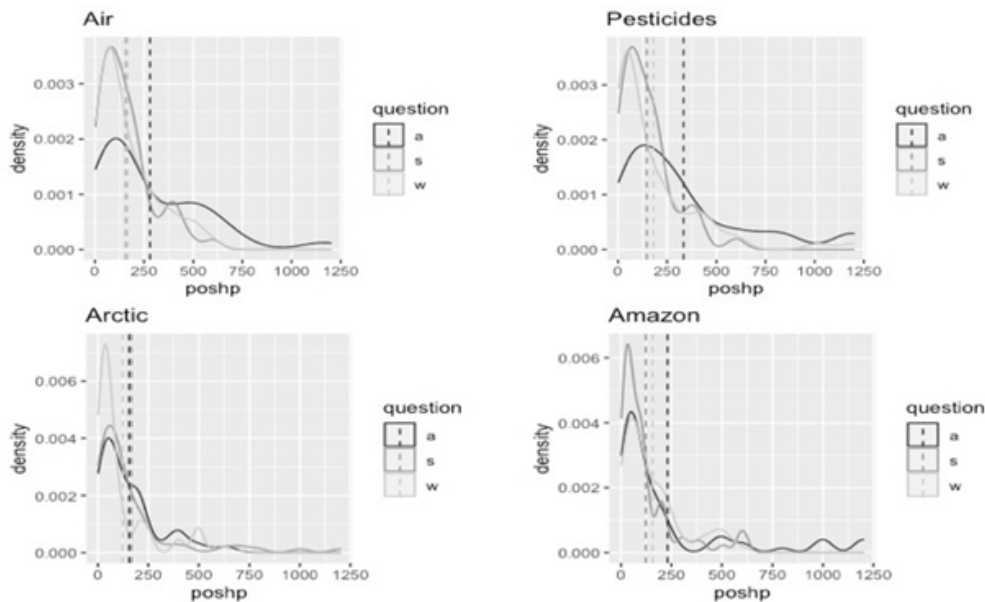 Air
density
0.003
0.002
0.001
0.000
0
250
500
750
1000
1250
poshp
question
a
s
w
Pesticides
density
0.003
0.002
0.001
0.000
0
250
500
750
1000
1250
poshp
question
a
s
w
Arctic
density
0.006
0.004
0.002
0.000
0
250
500
750
1000
1250
poshp
question
a
s
w
Amazon
density
0.006
0.004
0.002
0.000
0
250
500
750
1000
1250
poshp
question
a
s
w